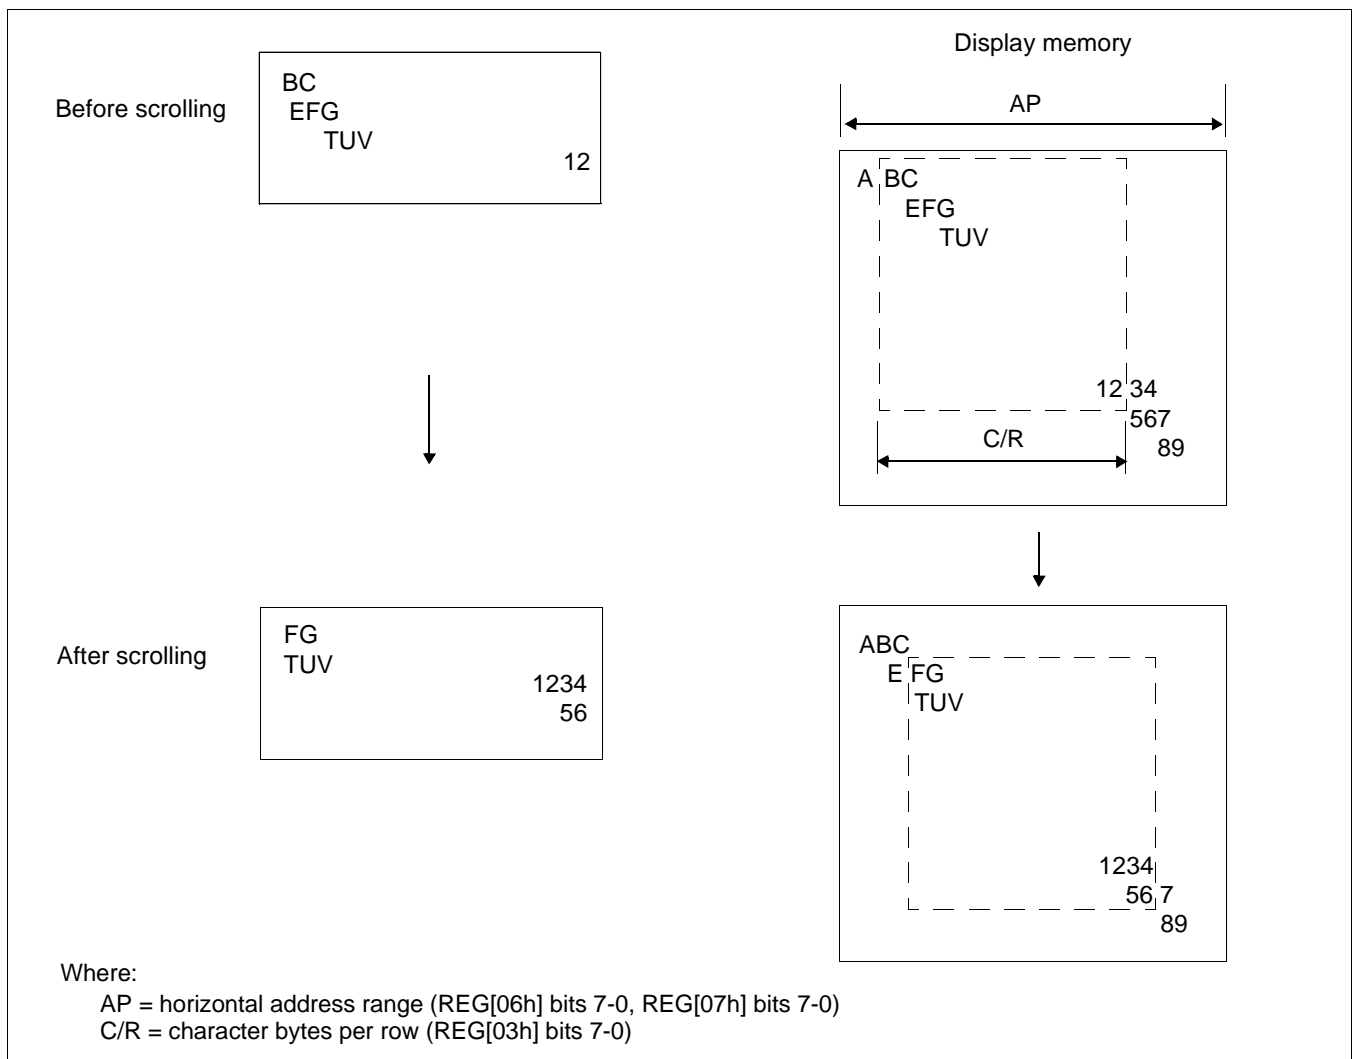 Display memory
Before scrolling
BC
EFG
TUV
12
AP
A BC
EFG
TUV
12 34
567
89
C/R
After scrolling
FG
TUV
1234
56
ABC
E FG
TUV
1234
56 7
89
Where:
AP = horizontal address range (REG[06h] bits 7-0, REG[07h] bits 7-0)
C/R = character bytes per row (REG[03h] bits 7-0)